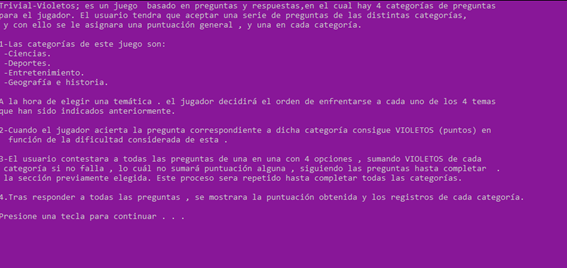 Trivial-Violetos; es un juego  basado en preguntas y respuestas,en el cual hay 4 categorías de preguntas
para el jugador. El usuario tendra que aceptar una serie de preguntas de las distintas categorías,
 y con ello se le asignara una puntuación general , y una en cada categoría.
1-Las categorías de este juego son:
 -Ciencias.
 -Deportes.
 -Entretenimiento.
 -Geografía e historia.
A la hora de elegir una temática . el jugador decidirá el orden de enfrentarse a cada uno de los 4 temas
que han sido indicados anteriormente.
2-Cuando el jugador acierta la pregunta correspondiente a dicha categoría consigue VIOLETOS (puntos) en
  función de la dificultad considerada de esta .
3-El usuario contestara a todas las preguntas de una en una con 4 opciones , sumando VIOLETOS de cada
 categoría si no falla , lo cuál no sumará puntuación alguna , siguiendo las preguntas hasta completar  .
 la sección previamente elegida. Este proceso sera repetido hasta completar todas las categorías.
4.Tras responder a todas las preguntas , se mostrara la puntuación obtenida y los registros de cada categoría.
Presione una tecla para continuar . . .